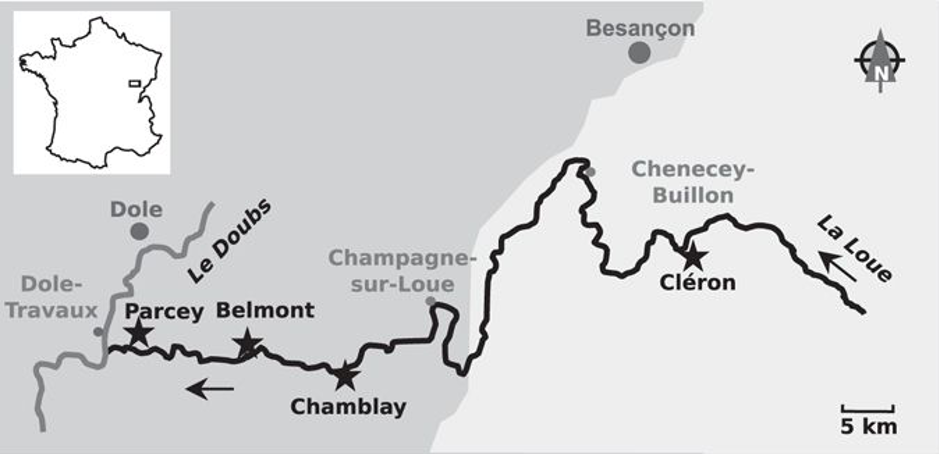 Besançon
N
Chenecey-
Buillon
Dole
Le Doubs
La Loue
Champagne-
sur-Loue
Cléron
Dole-
Travaux
Parcey
Belmont
Chamblay
5 km